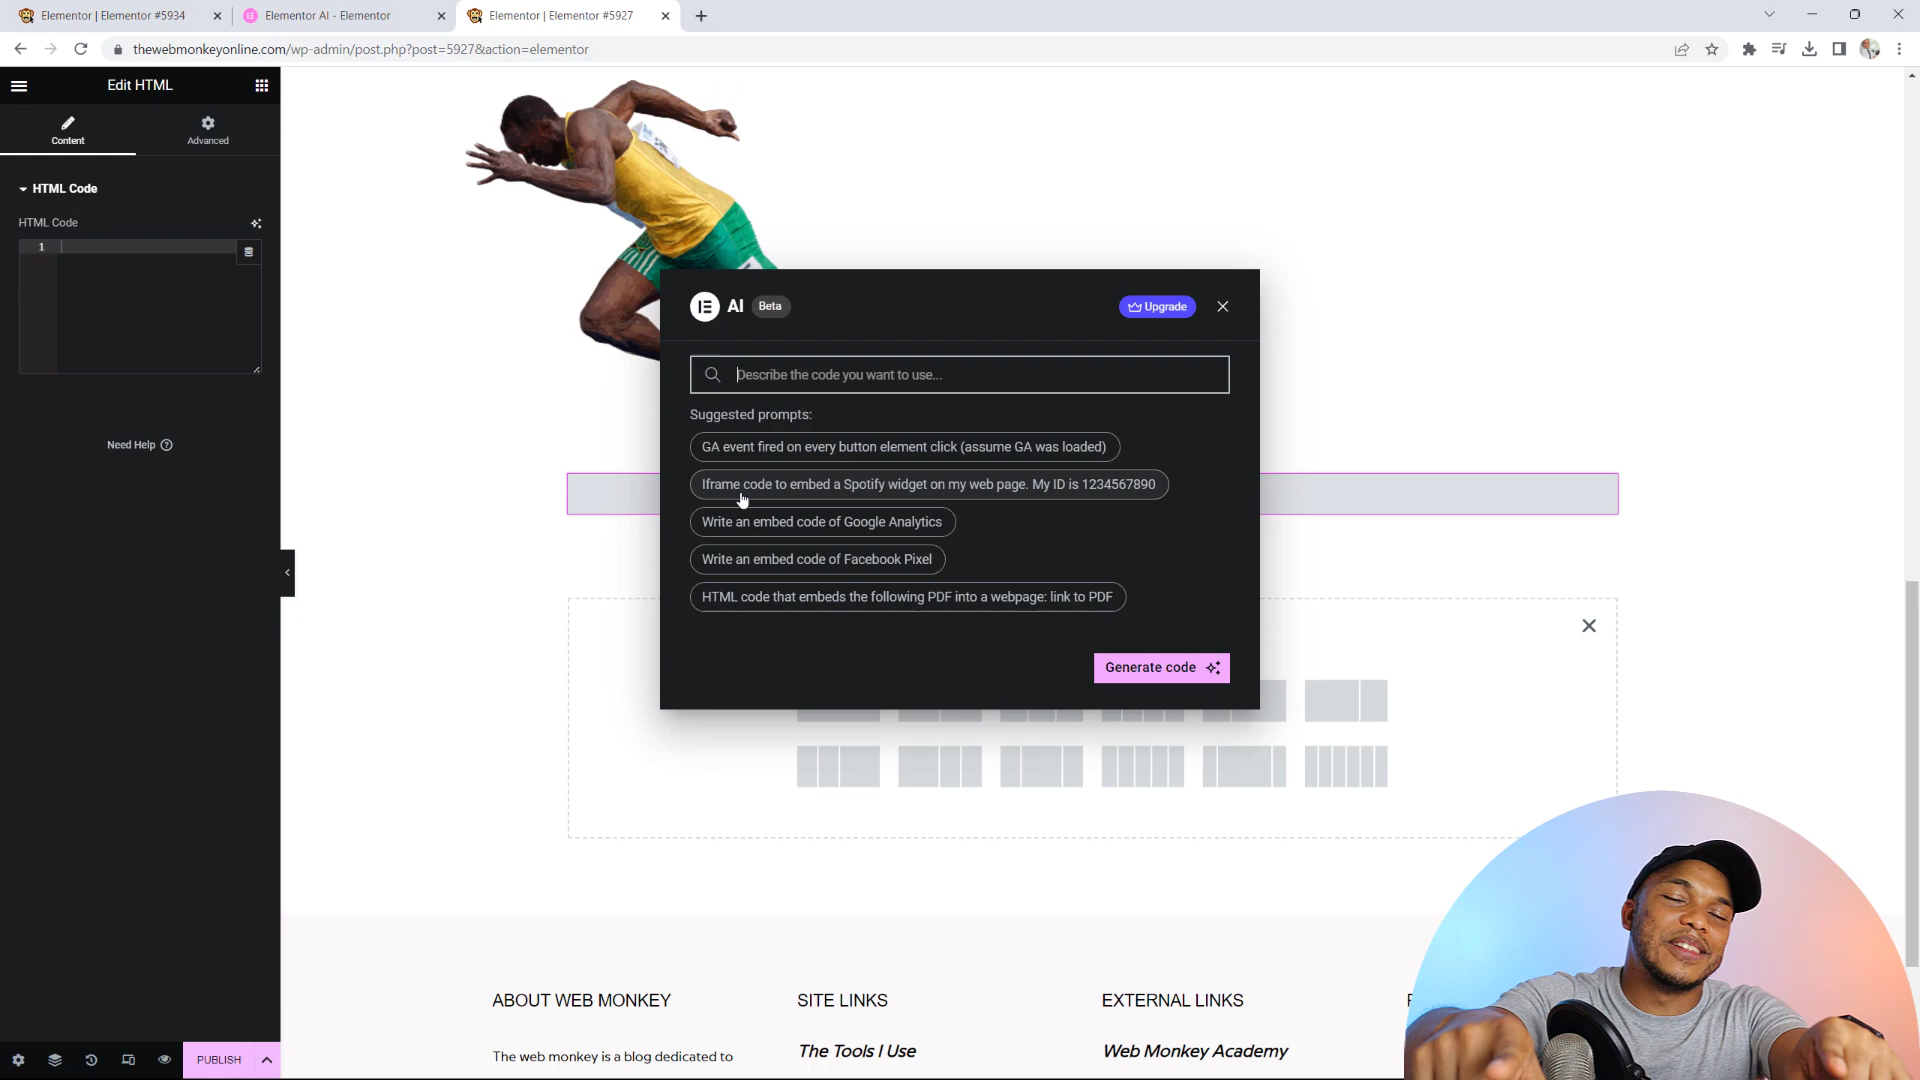 Elementor | Elementor #5934
Elementor AI - Elementor
Elementor | Elementor #5927
thewebmonkeyonline.com/wp-admin/post.php?post=5927&action=elementor
Edit HTML
Content
Advanced
HTML Code
HTML Code
1
Need Help
AI Beta
Upgrade
Describe the code you want to use...
Suggested prompts:
GA event fired on every button element click (assume GA was loaded)
Iframe code to embed a Spotify widget on my web page. My ID is 1234567890
Write an embed code of Google Analytics
Write an embed code of Facebook Pixel
HTML code that embeds the following PDF into a webpage: link to PDF
Generate code
ABOUT WEB MONKEY
The web monkey is a blog dedicated to
SITE LINKS
The Tools I Use
EXTERNAL LINKS
Web Monkey Academy
PUBLISH